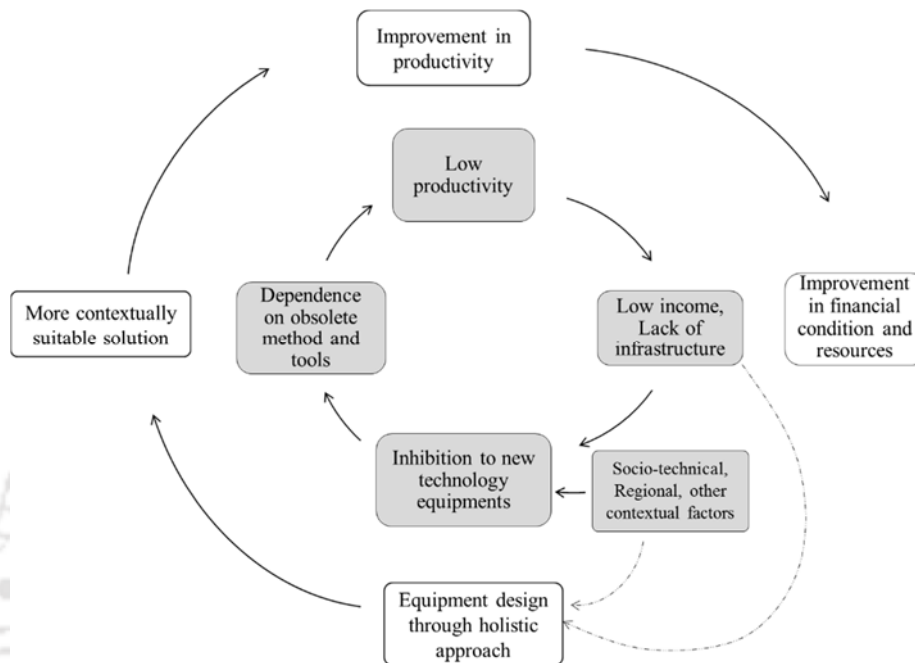 Improvement in
productivity
Low
productivity
More contextually
suitable solution
Dependence
on obsolete
method and
tools
Low income,
Lack of
infrastructure
Improvement
in financial
condition and
resources
Inhibition to new
technology
equipments
Socio-technical,
Regional, other
contextual factors
Equipment design
through holistic
approach